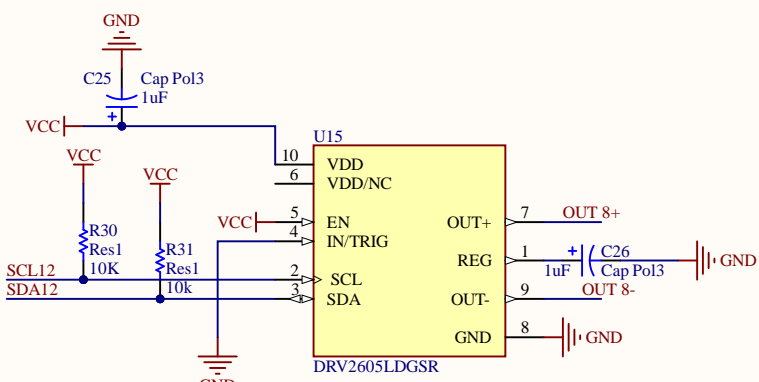 GND
C25 Cap Pol3
1uF
VCC
U15
VCC
10 VDD
VCC
6 VDD/NC
7 OUT 8+
5 EN OUT+
VCC
4 IN/TRIG
R30
Res1
10K
R31
Res1
10k
REG 1
1uF
C26
Cap Pol3
GND
SCL12
2 SCL
SDA12
3 SDA
OUT- 9
OUT 8-
GND 8
GND
DRV2605LDGSR
GND